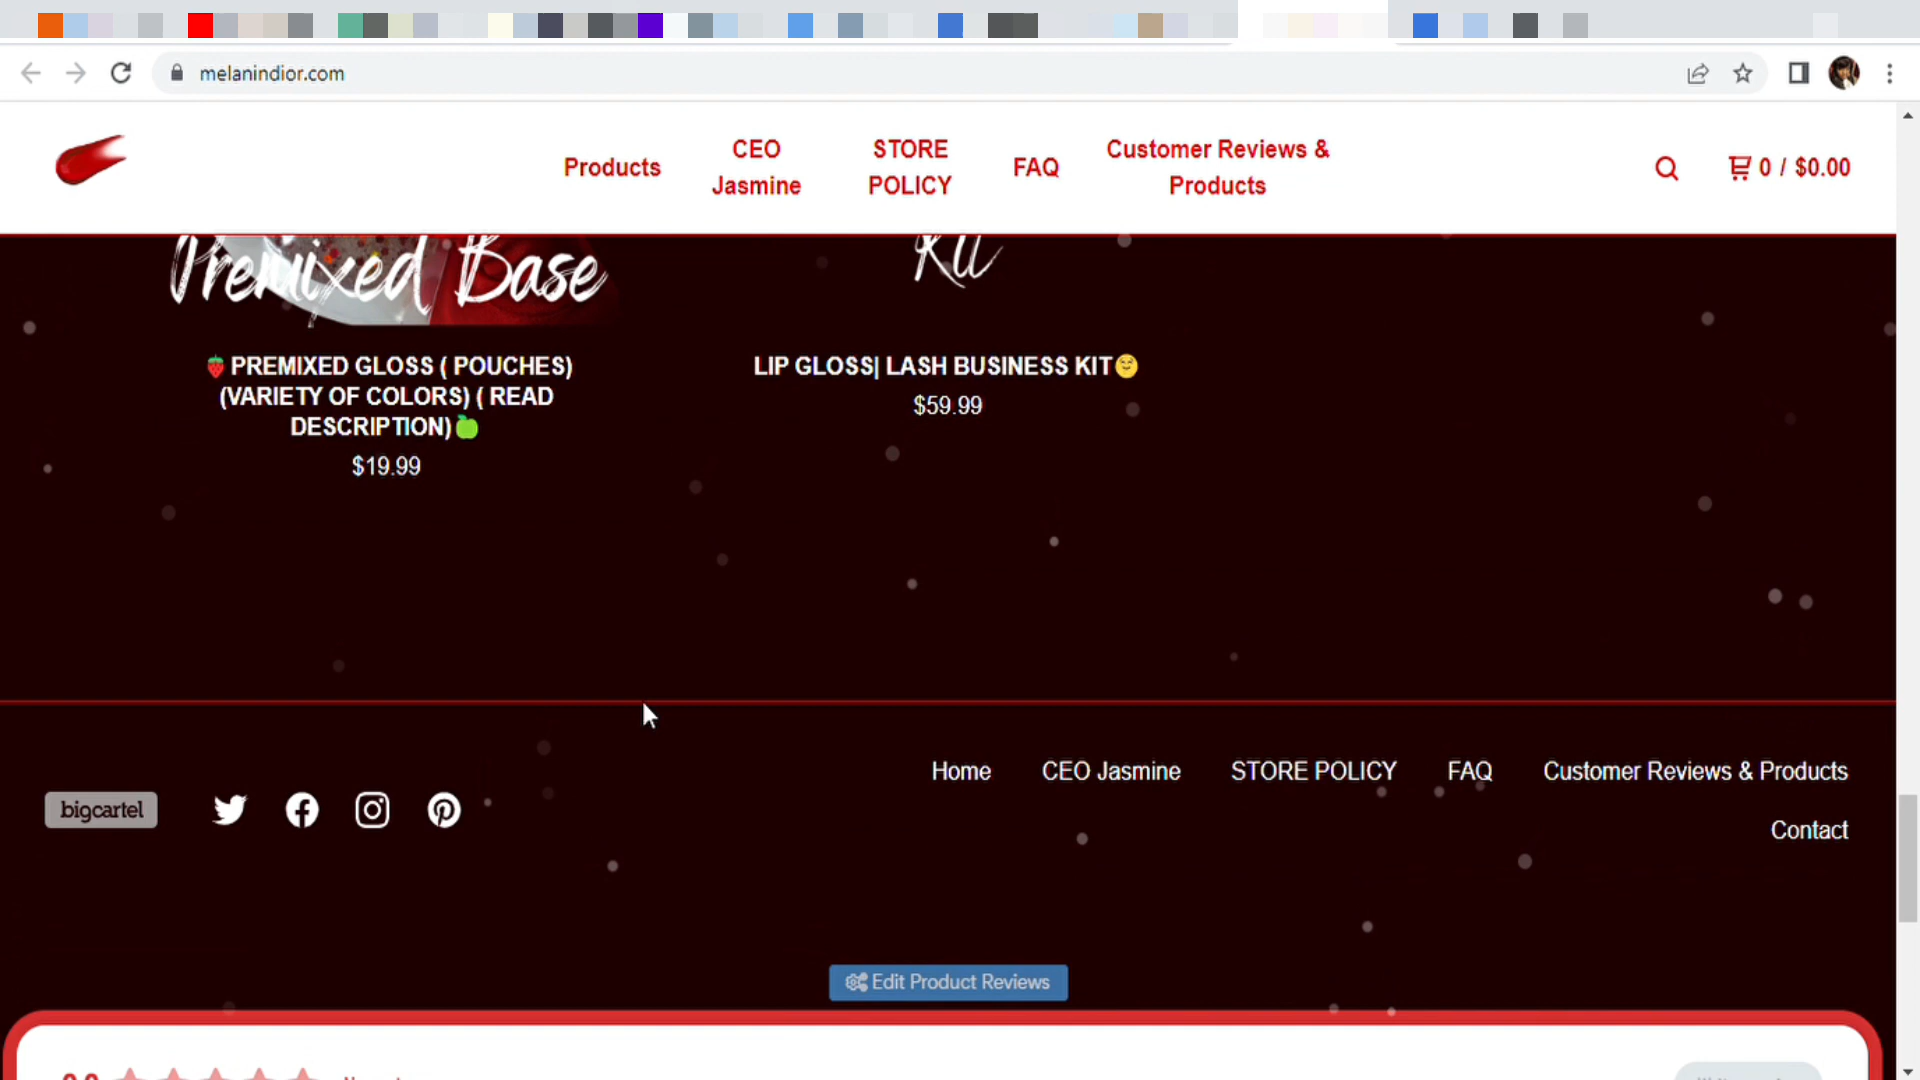 melanindior.com
Products
CEO
Jasmine
STORE
POLICY
FAQ
Customer Reviews &
Products
0 / $0.00
Premixed Base
Kit
🍓PREMIXED GLOSS ( POUCHES)
(VARIETY OF COLORS) ( READ
DESCRIPTION)🍏
$19.99
LIP GLOSS| LASH BUSINESS KIT😌
$59.99
bigcartel
Home
CEO Jasmine
STORE POLICY
FAQ
Customer Reviews & Products
Contact
Edit Product Reviews